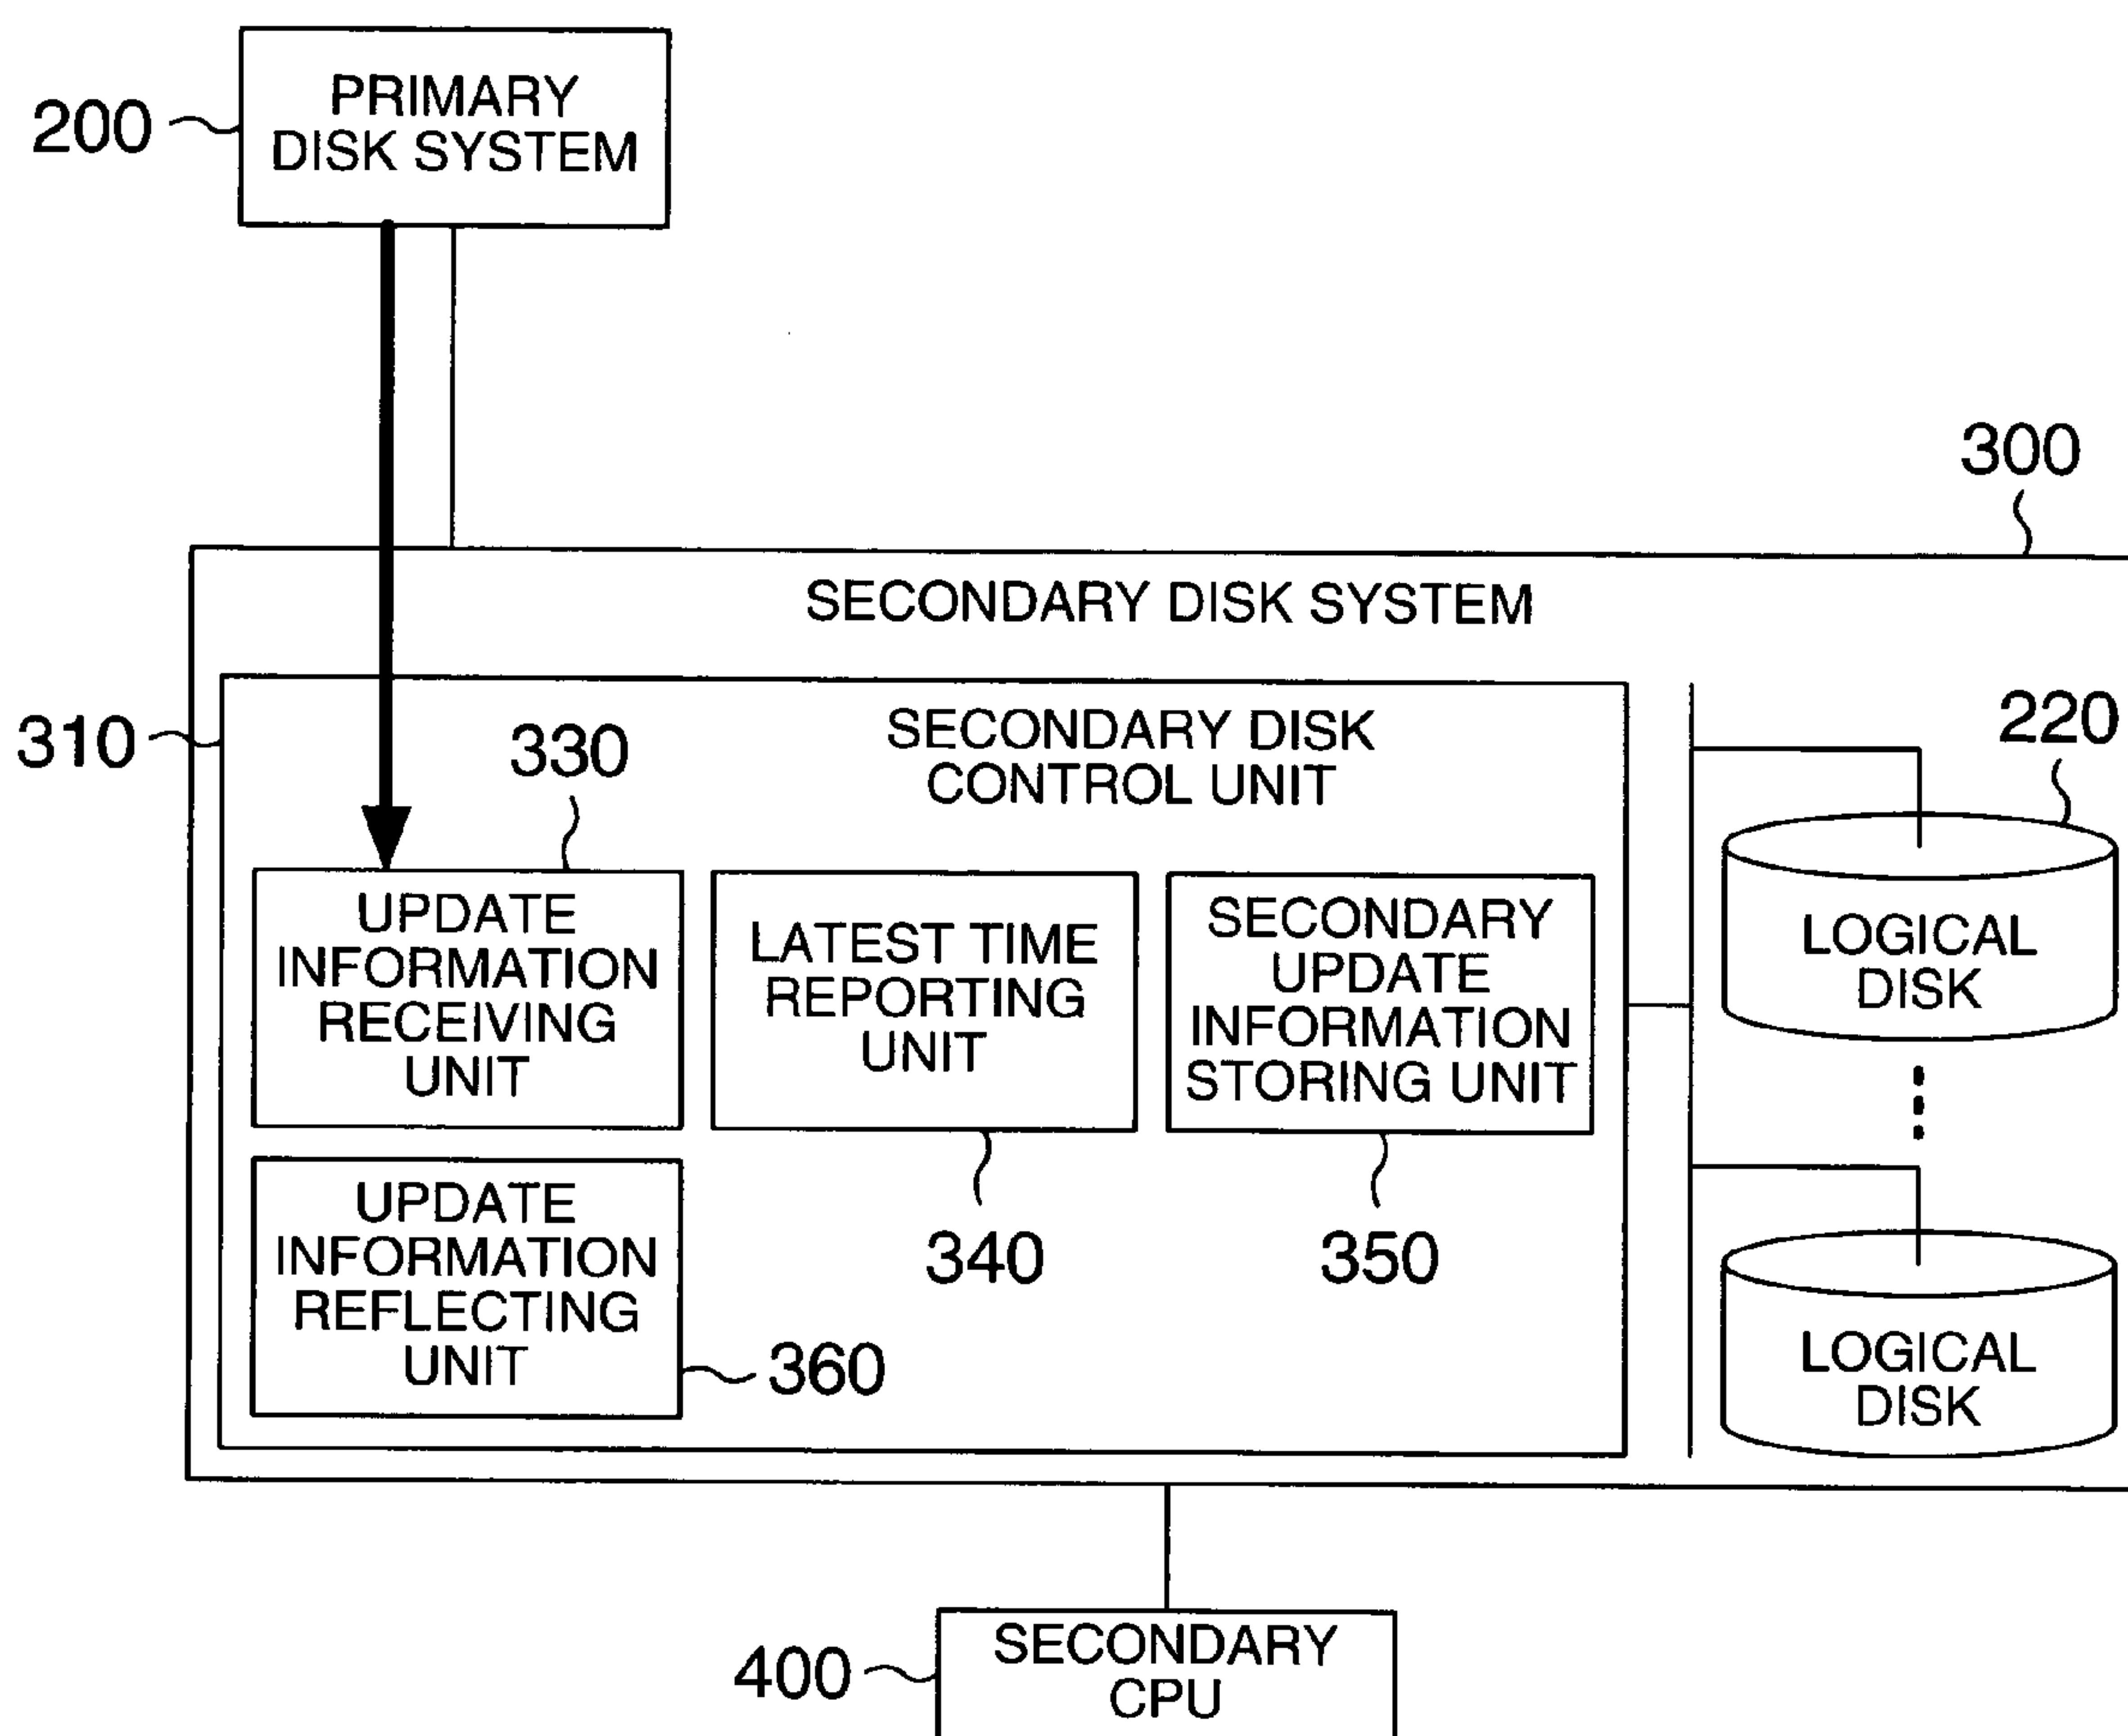 PRIMARY
DISK SYSTEM
200
300
SECONDARY DISK SYSTEM
310
SECONDARY DISK
CONTROL UNIT
330
220
UPDATE
INFORMATION
RECEIVING
UNIT
LATEST TIME
REPORTING
UNIT
SECONDARY
UPDATE
INFORMATION
STORING UNIT
LOGICAL
DISK
340
350
UPDATE
INFORMATION
REFLECTING
UNIT
360
LOGICAL
DISK
400
SECONDARY
CPU